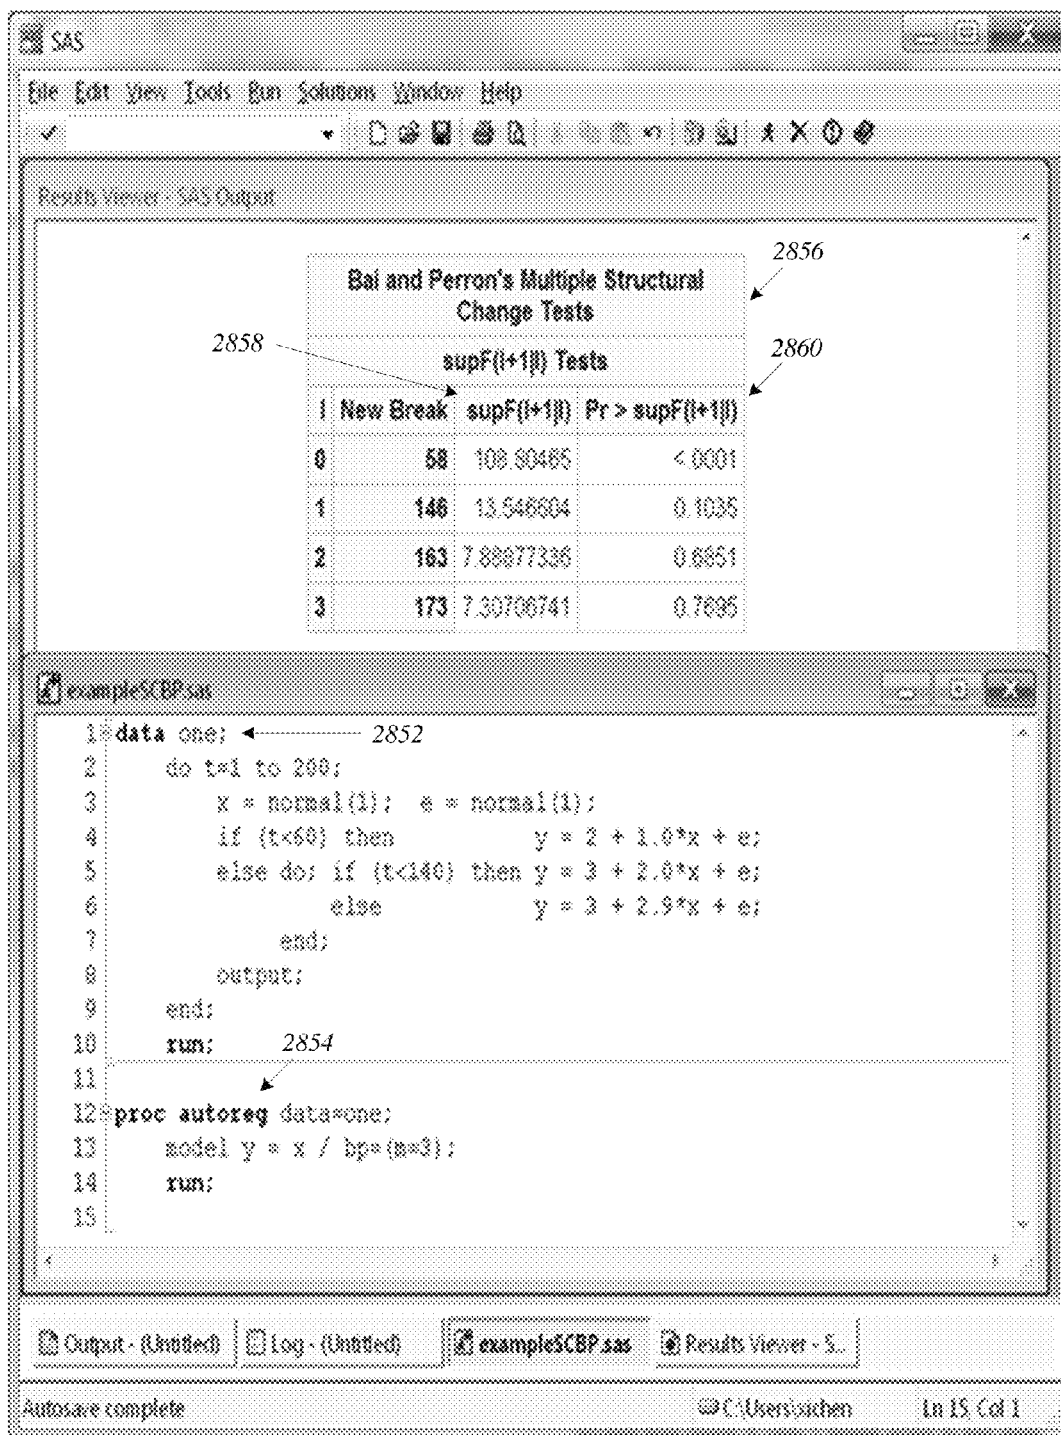 SAS
File Edit View Tools Run Solutions Window Help
Results Viewer - SAS Output
2856
Bai and Perron's Multiple Structural
Change Tests
2858
supF(l+1|l) Tests
2860
l New Break supF(l+1|l) Pr > supF(l+1|l)
0 58 108.80465 <.0001
1 146 13.546604 0.1035
2 163 7.88677336 0.6851
3 173 7.30706741 0.7695
exampleSCBP.sas
1 data one; 2852
2 do t=1 to 200;
3 x = normal(1); e = normal(1);
4 if (t<60) then y = 2 + 1.0*x + e;
5 else do; if (t<140) then y = 3 + 2.0*x + e;
6 else y = 3 + 2.9*x + e;
7 end;
8 output;
9 end;
10 run; 2854
11
12 proc autoreg data=one;
13 model y = x / bp=(m=3);
14 run;
15
Output - (Untitled) Log - (Untitled) exampleSCBP.sas Results Viewer - S...
Autosave complete C:\Users\xichen Ln 15, Col 1